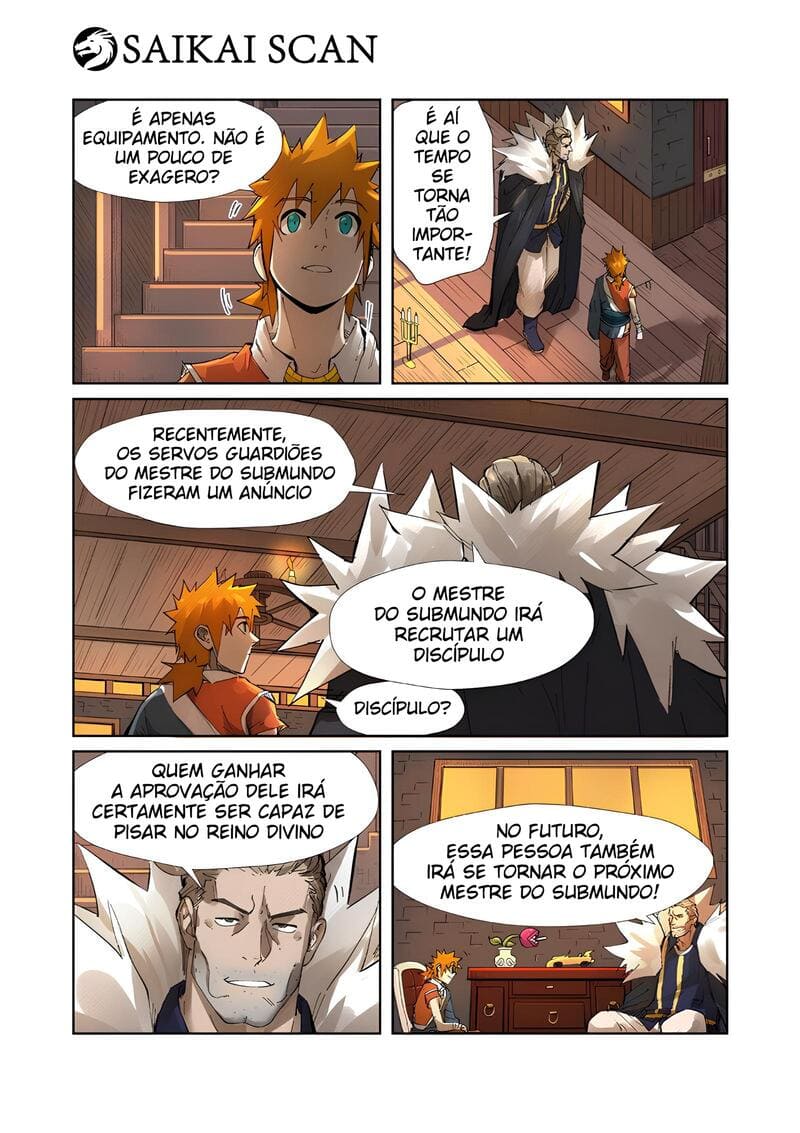 SAIKAI SCAN
É APENAS
EQUIPAMENTO. NÃO É
UM POUCO DE
EXAGERO?
É AÍ
QUE O
TEMPO
SE
TORNA
TÃO
IMPOR-
TANTE!
RECENTEMENTE,
OS SERVOS GUARDIÕES
DO MESTRE DO SUBMUNDO
FIZERAM UM ANÚNCIO
O MESTRE
DO SUBMUNDO IRÁ
RECRUTAR UM
DISCÍPULO
DISCÍPULO?
QUEM GANHAR
A APROVAÇÃO DELE IRÁ
CERTAMENTE SER CAPAZ DE
PISAR NO REINO DIVINO
NO FUTURO,
ESSA PESSOA TAMBÉM
IRÁ SE TORNAR O PRÓXIMO
MESTRE DO SUBMUNDO!